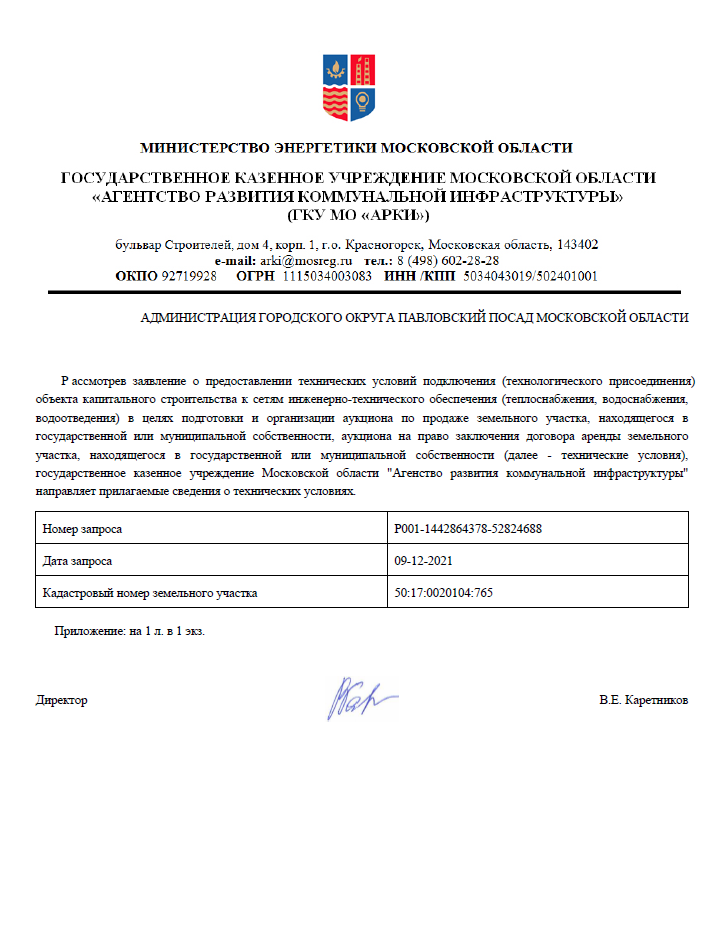 МИНИСТЕРСТВО ЭНЕРГЕТИКИ МОСКОВСКОЙ ОБЛАСТИ
ГОСУДАРСТВЕННОЕ КАЗЕННОЕ УЧРЕЖДЕНИЕ МОСКОВСКОЙ ОБЛАСТИ
«АГЕНТСТВО РАЗВИТИЯ КОММУНАЛЬНОЙ ИНФРАСТРУКТУРЫ»
(ГКУ МО «АРКИ»)
бульвар Строителей, дом 4, корп. 1, г.о. Красногорск, Московская область, 143402
e-mail: arki@mosreg.ru тел.: 8 (498) 602-28-28
ОКПО 92719928 ОГРН 1115034003083 ИНН /КПП 5034043019/502401001
АДМИНИСТРАЦИЯ ГОРОДСКОГО ОКРУГА ПАВЛОВСКИЙ ПОСАД МОСКОВСКОЙ ОБЛАСТИ
Рассмотрев заявление о предоставлении технических условий подключения (технологического присоединения)
объекта капитального строительства к сетям инженерно-технического обеспечения (теплоснабжения, водоснабжения,
водоотведения) в целях подготовки и организации аукциона по продаже земельного участка, находящегося в
государственной или муниципальной собственности, аукциона на право заключения договора аренды земельного
участка, находящегося в государственной или муниципальной собственности (далее - технические условия),
государственное казенное учреждение Московской области "Агенство развития коммунальной инфраструктуры"
направляет прилагаемые сведения о технических условиях.
Номер запроса P001-1442864378-52824688
Дата запроса 09-12-2021
Кадастровый номер земельного участка 50:17:0020104:765
Приложение: на 1 л. в 1 экз.
Директор В.Е. Каретников